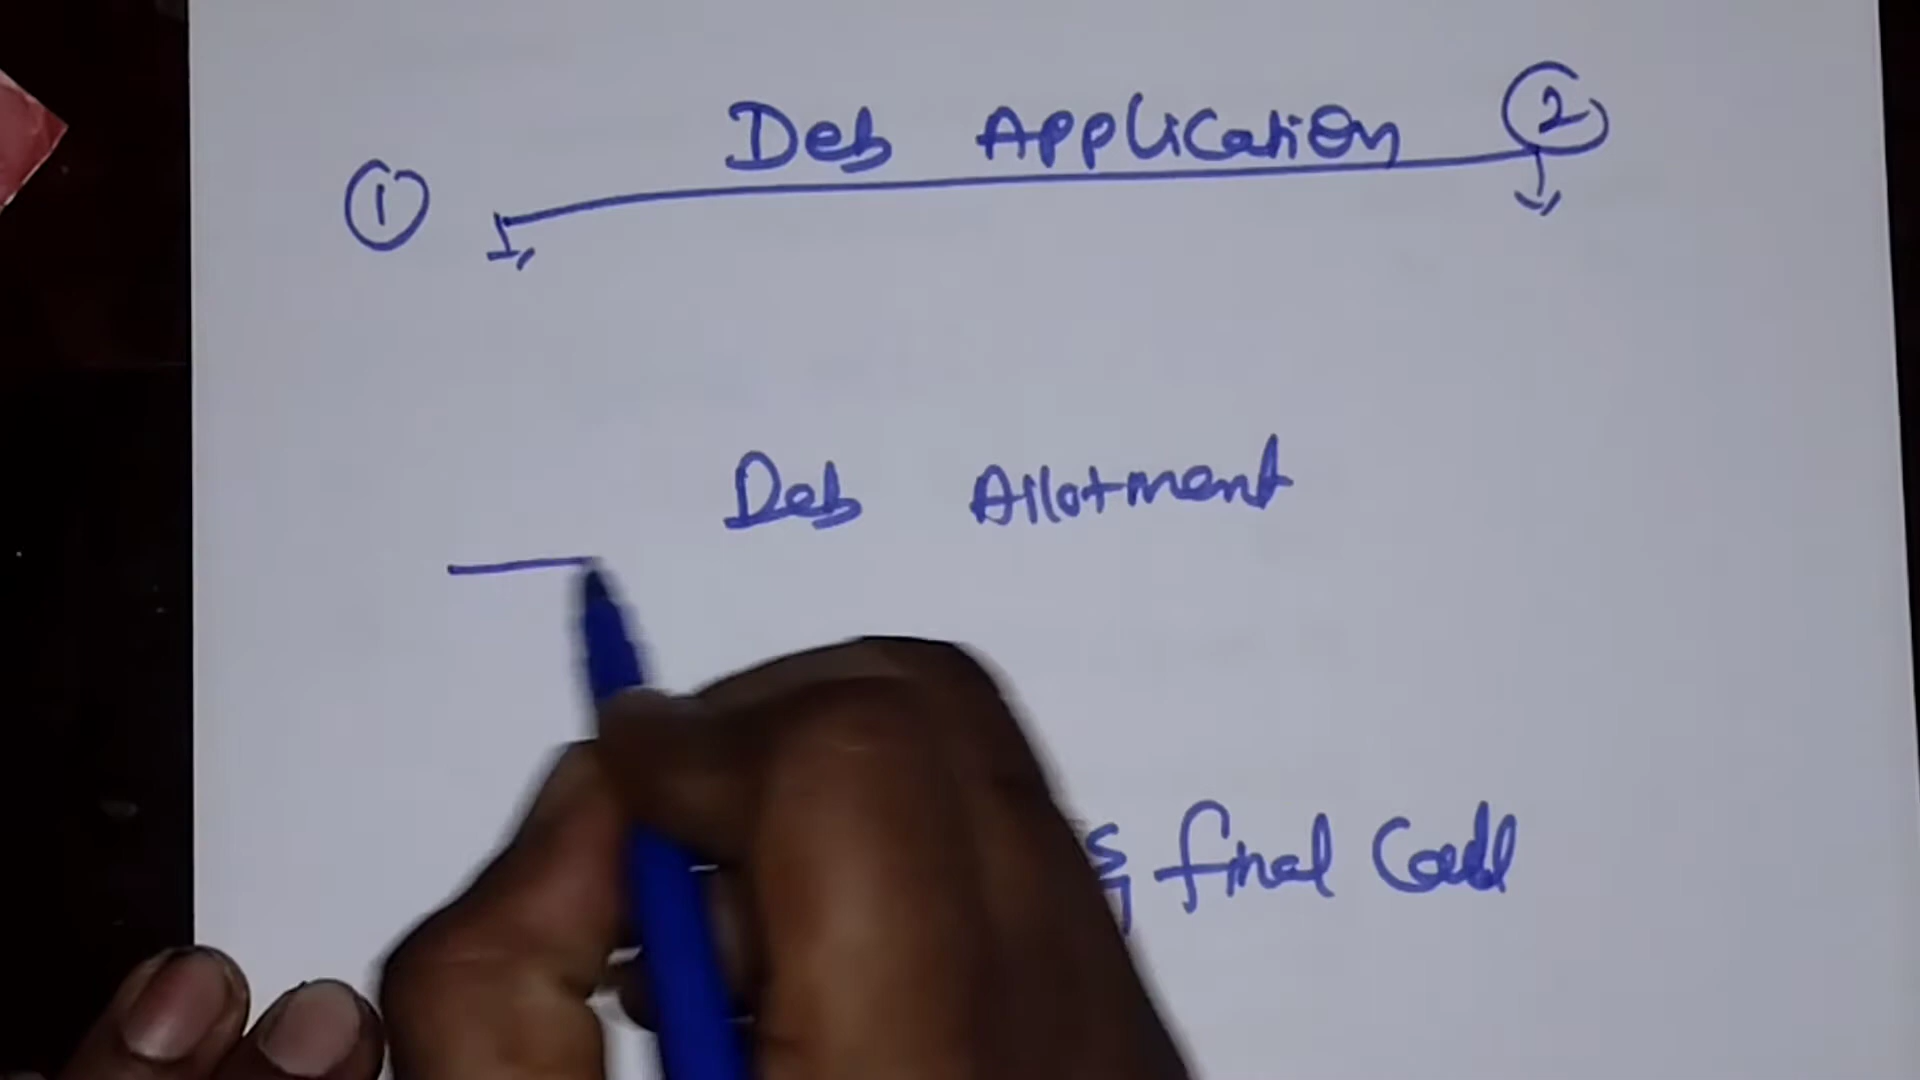 Deb Application 2
1
Deb Allotment
& final Call